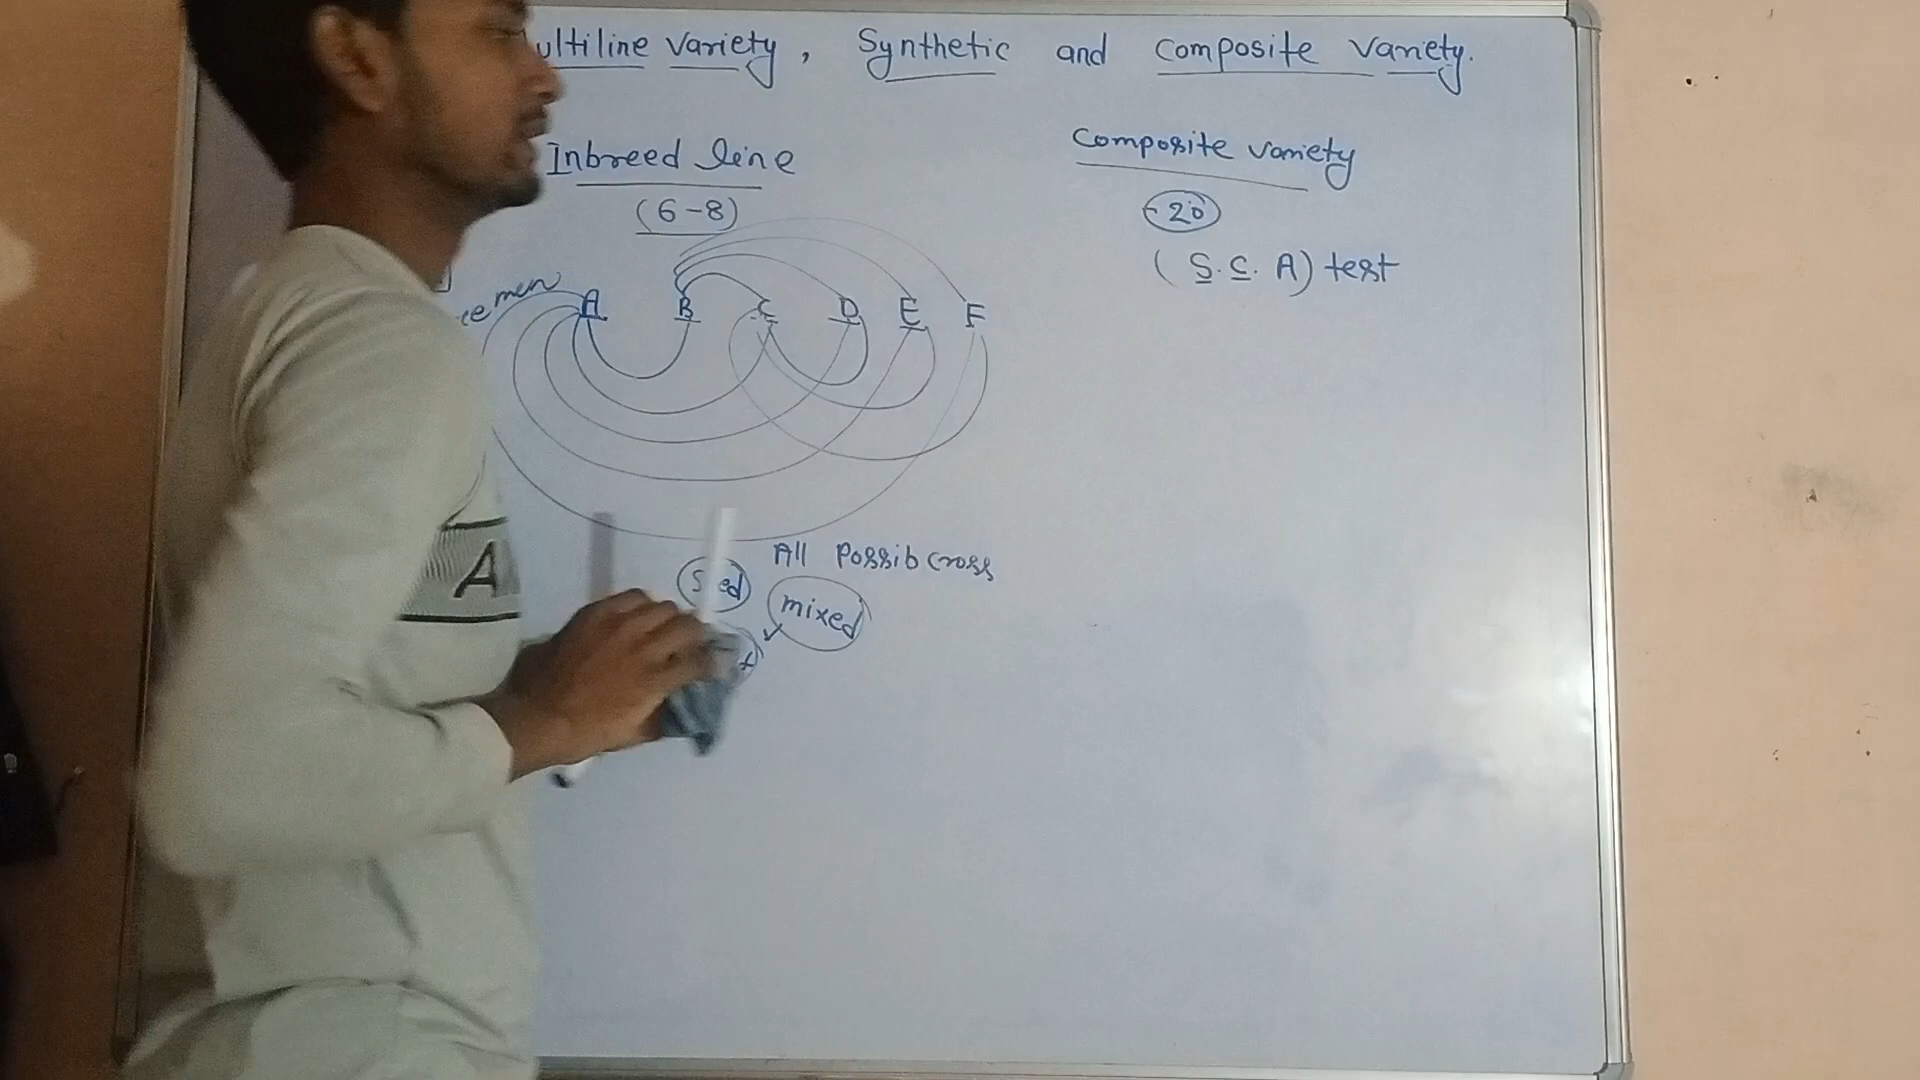 ultiline variety, Synthetic and composite variety.
Inbreed line
(6-8)
A B C D E F
All Possib cross
mixed
Composite variety
20
(S.C.A) test
A